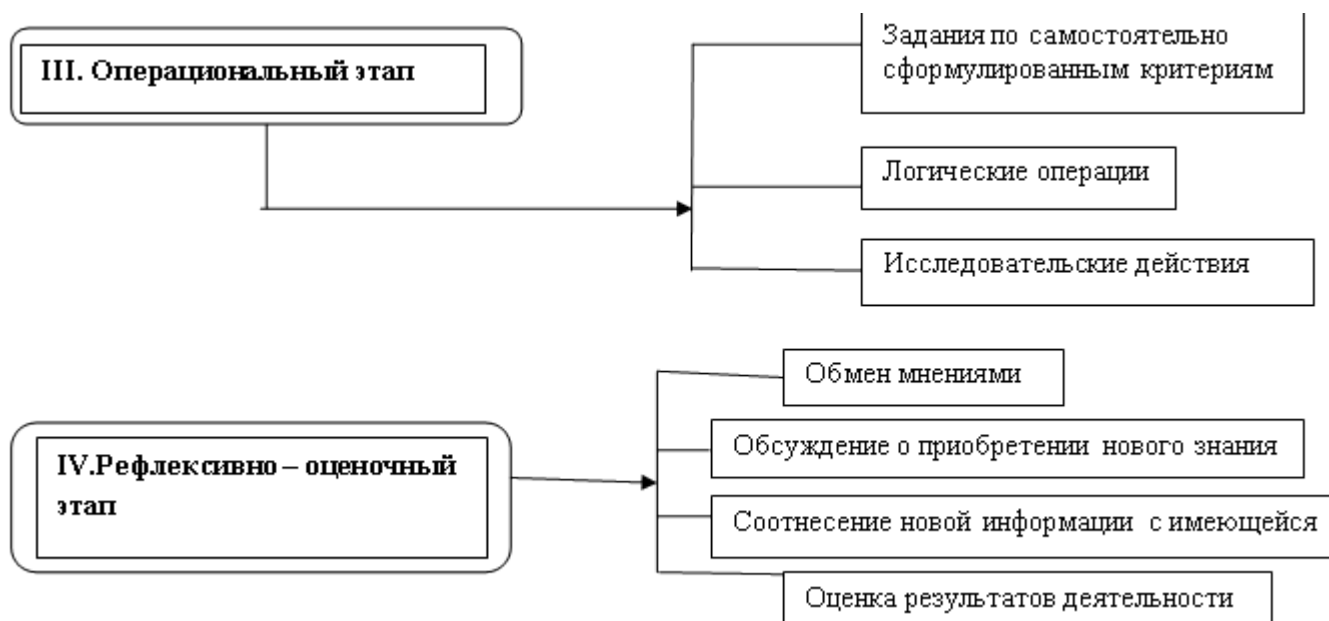 III. Операциональный этап
Задания по самостоятельно
сформулированным критериям
Логические операции
Исследовательские действия
IV.Рефлексивно – оценочный
этап
Обмен мнениями
Обсуждение о приобретении нового знания
Соотнесение новой информации с имеющейся
Оценка результатов деятельности